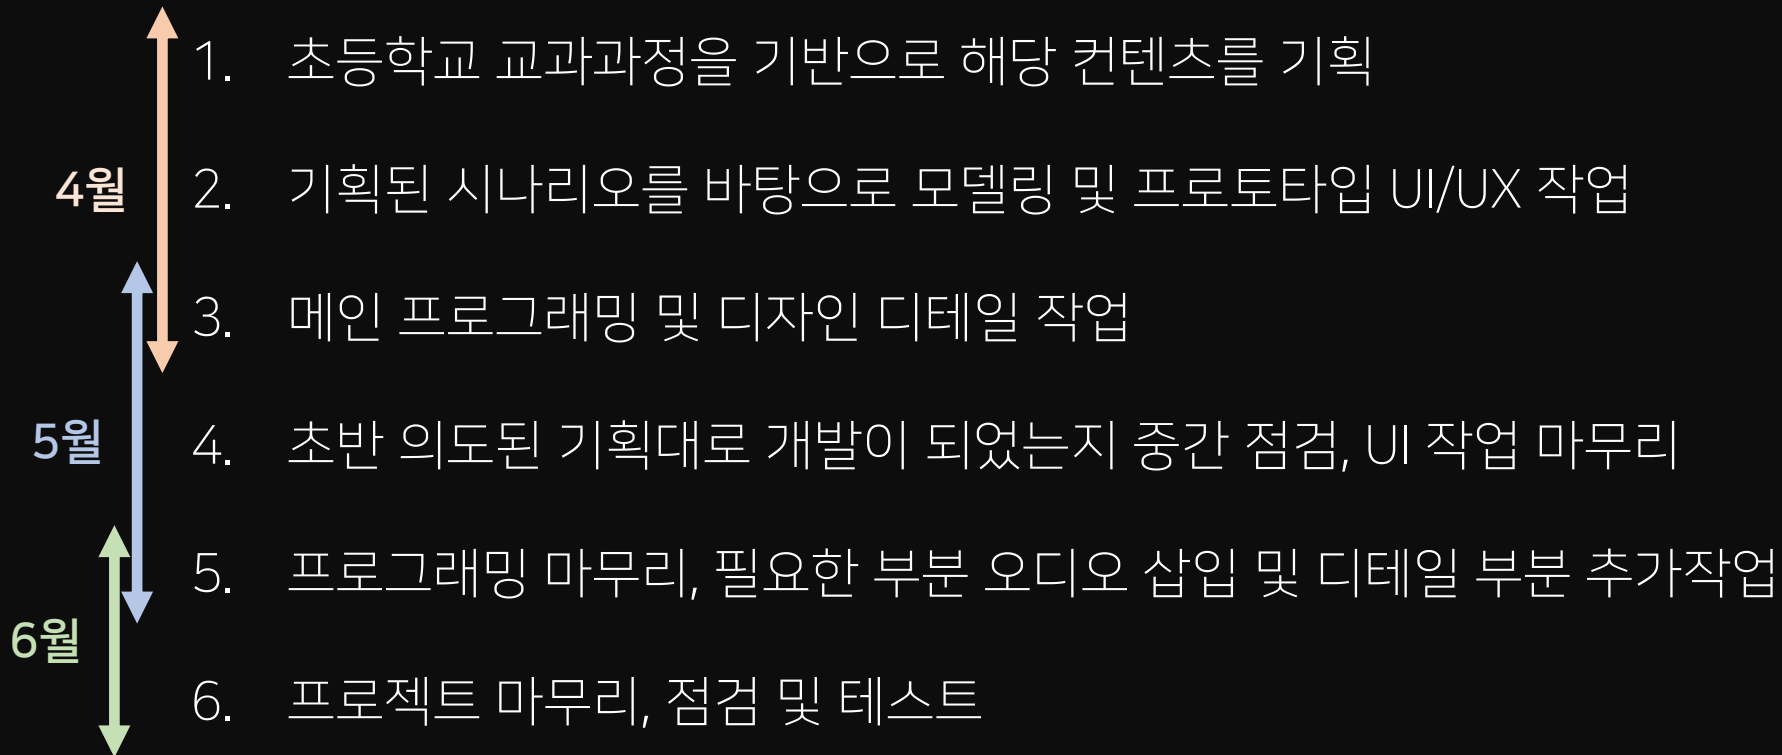 1. 초등학교 교과과정을 기반으로 해당 컨텐츠를 기획
4월
2. 기획된 시나리오를 바탕으로 모델링 및 프로토타입 UI/UX 작업
3. 메인 프로그래밍 및 디자인 디테일 작업
5월
4. 초반 의도된 기획대로 개발이 되었는지 중간 점검, UI 작업 마무리
5. 프로그래밍 마무리, 필요한 부분 오디오 삽입 및 디테일 부분 추가작업
6월
6. 프로젝트 마무리, 점검 및 테스트